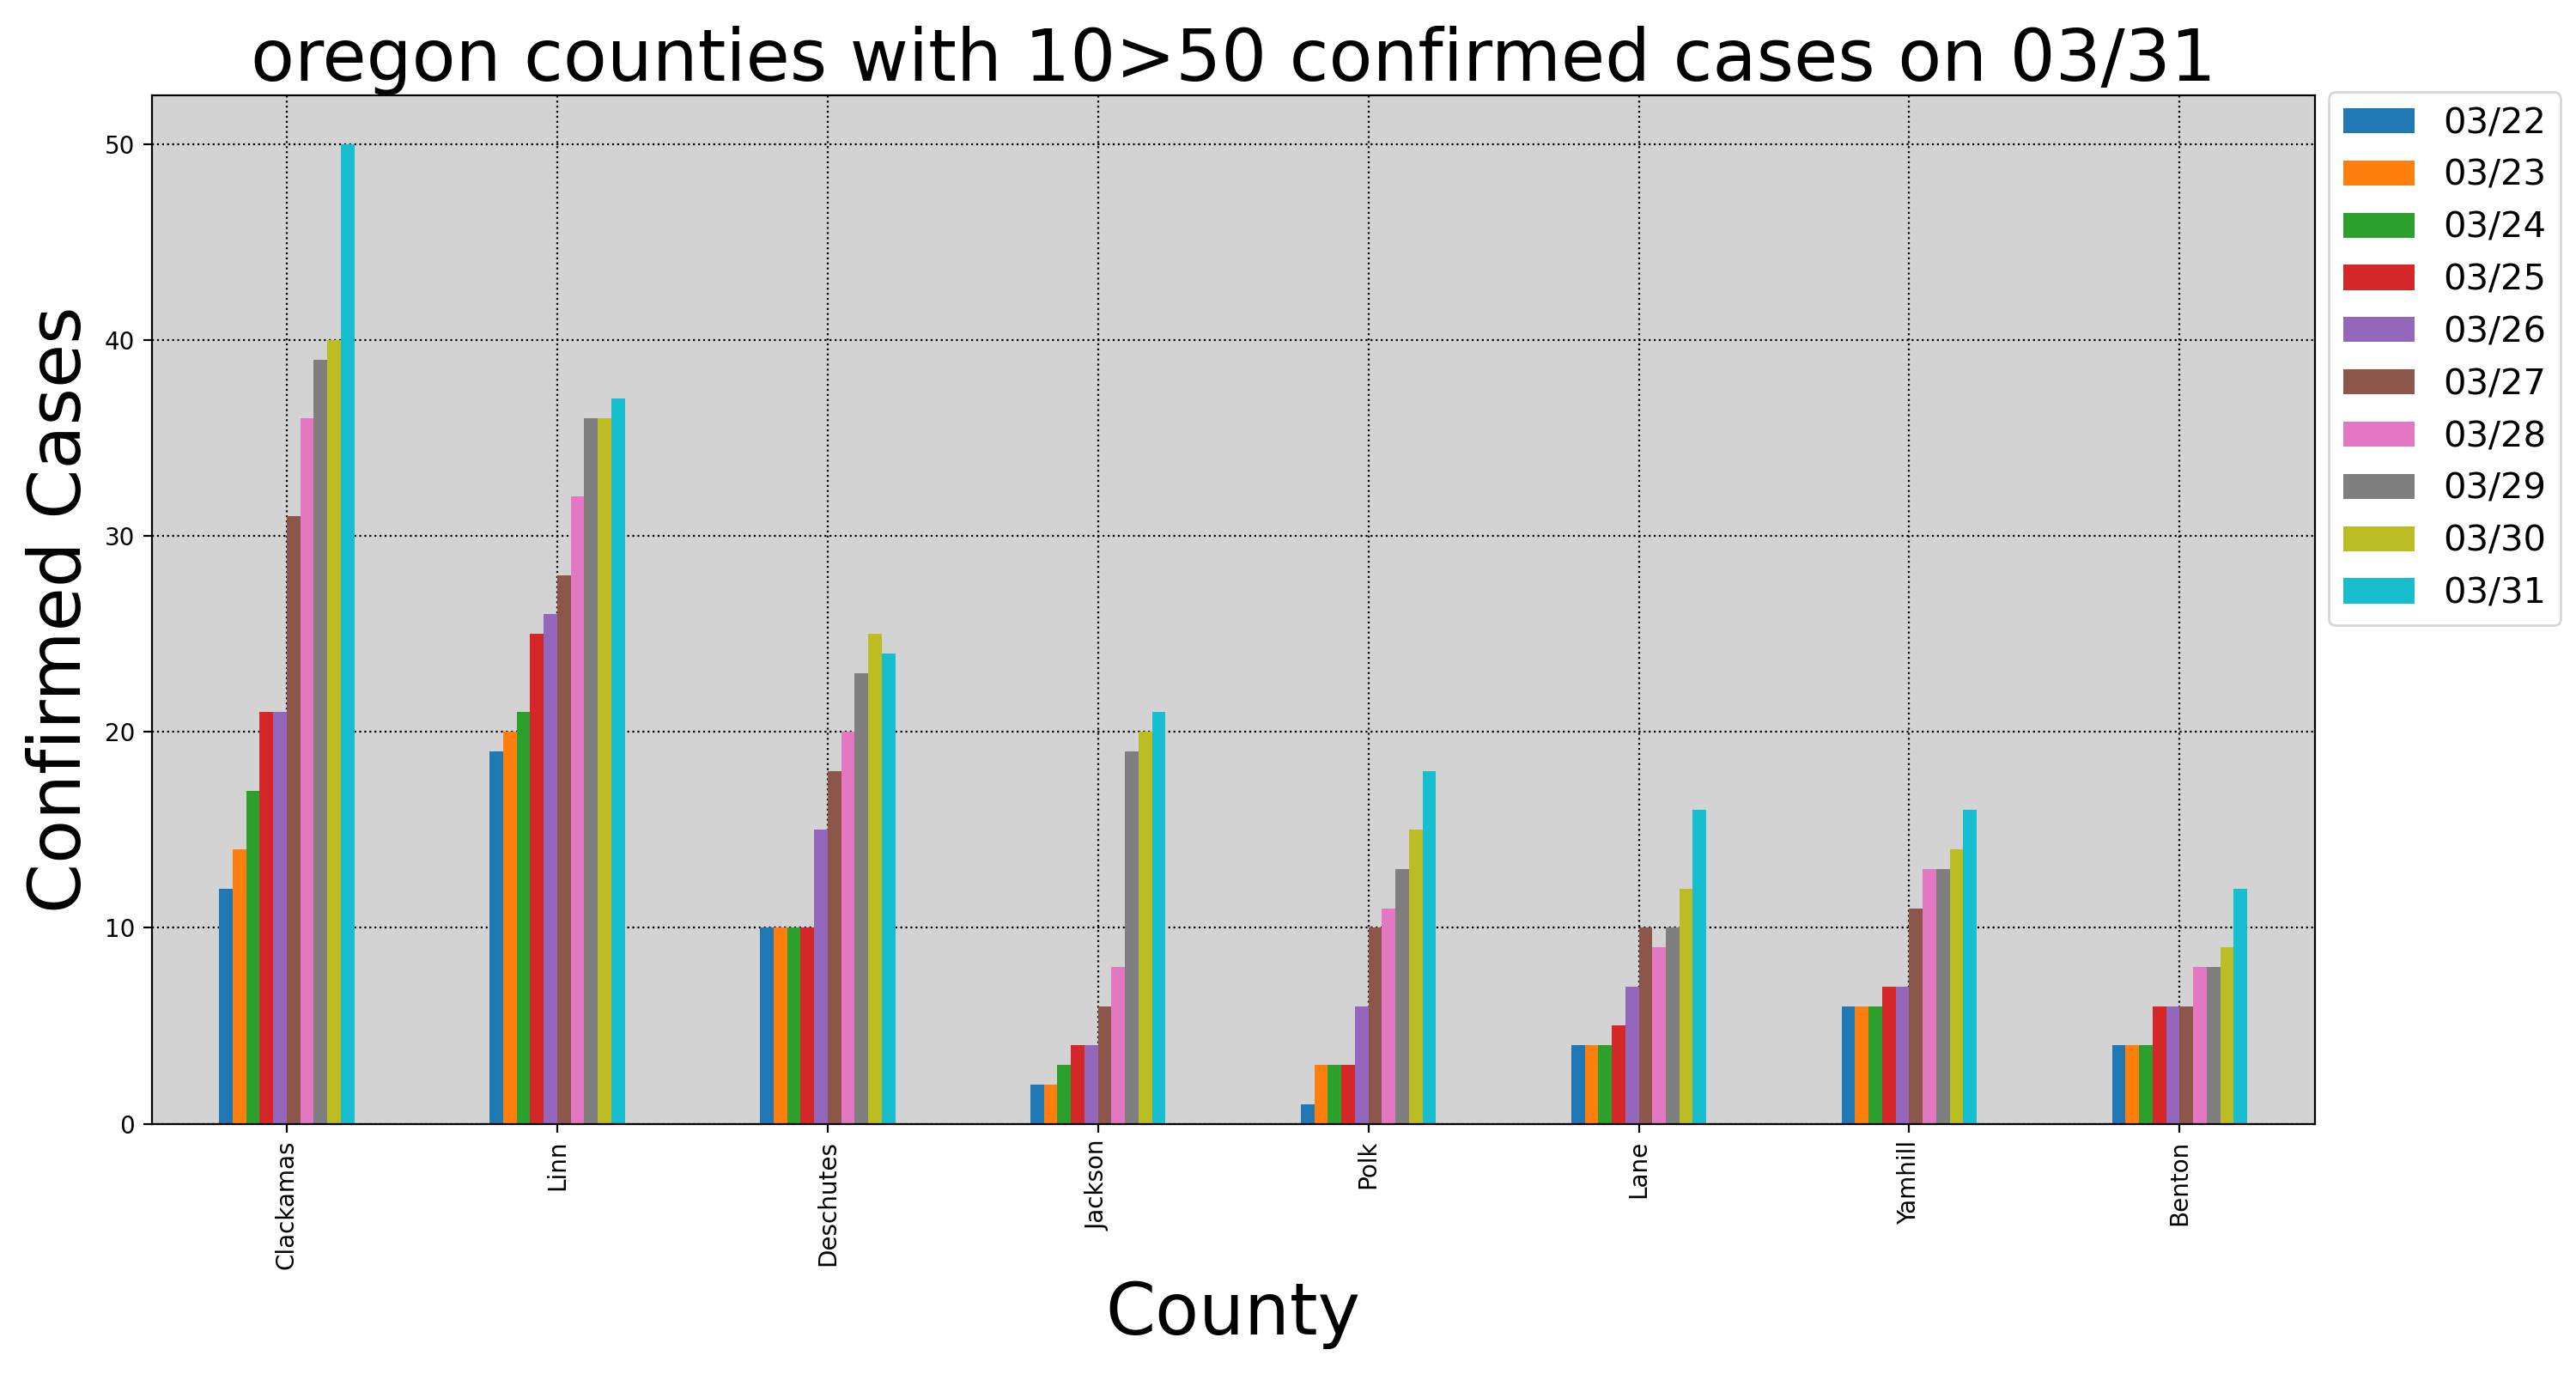 oregon counties with 10>50 confirmed cases on 03/31
Confirmed Cases
50
40
30
20
10
0
Clackamas
Linn
Deschutes
Jackson
Polk
Lane
Yamhill
Benton
County
03/22
03/23
03/24
03/25
03/26
03/27
03/28
03/29
03/30
03/31